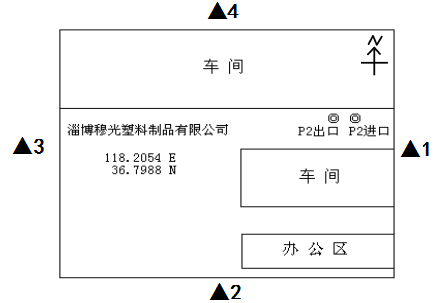 ▲4
N
车间
淄博穆光塑料制品有限公司
◎ ◎
P2出口 P2进口
118.2054 E
36.7988 N
▲3
▲1
车间
办公区
▲2